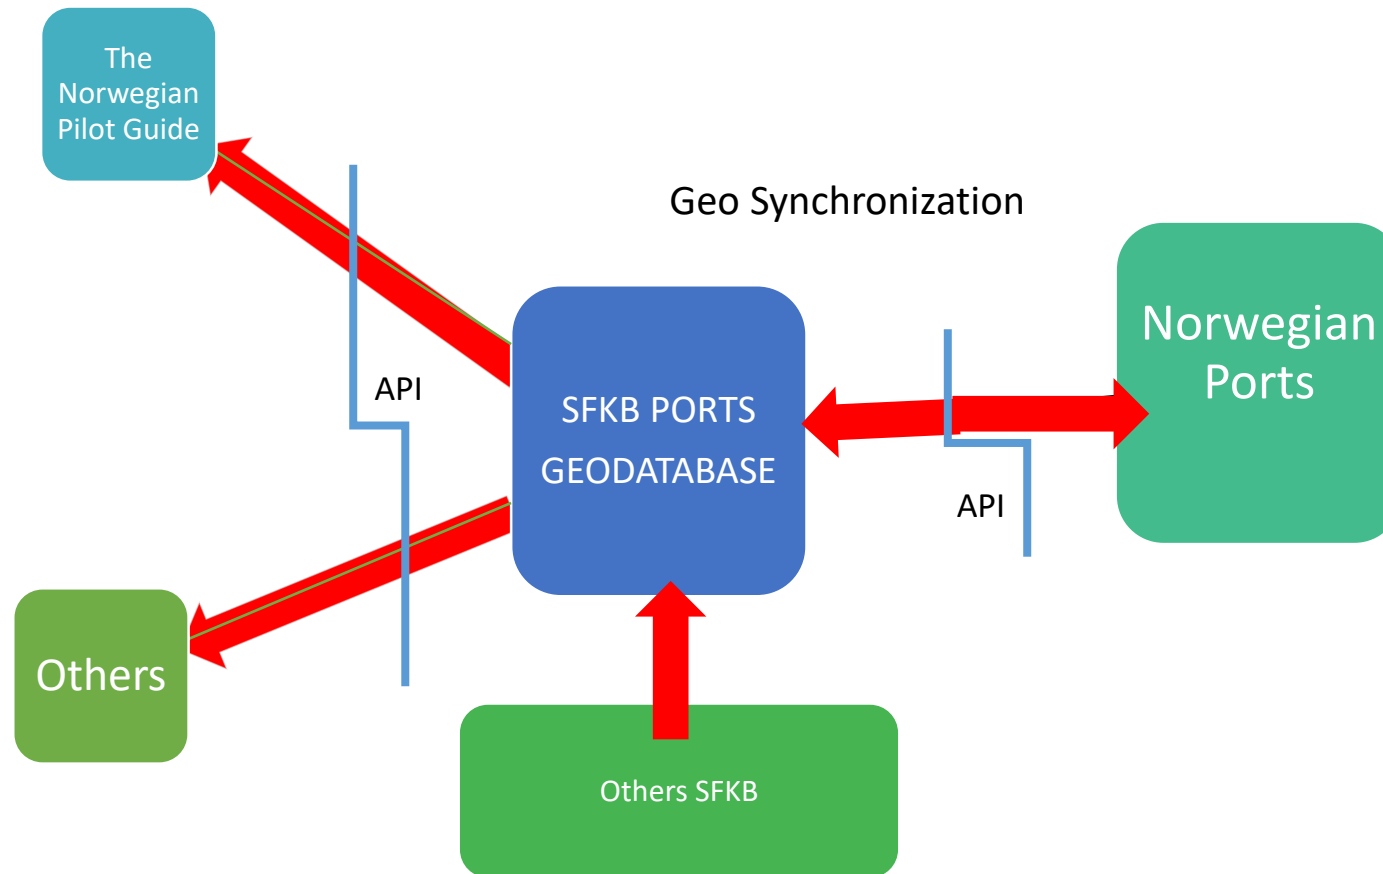 The
Norwegian
Pilot Guide
Geo Synchronization
Norwegian
Ports
API
SFKB PORTS
GEODATABASE
API
Others
Others SFKB